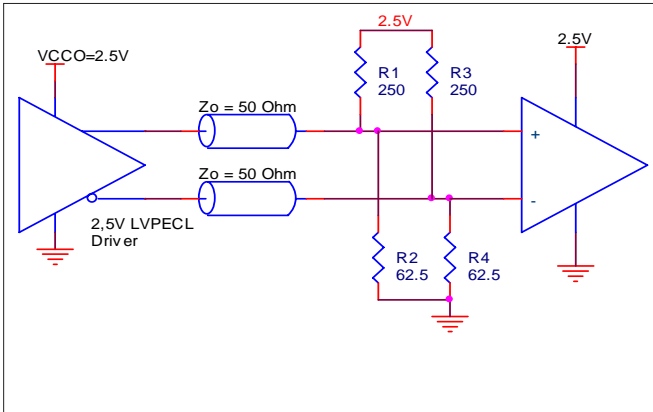 2.5V
VCCO=2.5V
2.5V
R1
250
R3
250
Zo = 50 Ohm
+
Zo = 50 Ohm
-
2,5V LVPECL
Driver
R2
62.5
R4
62.5